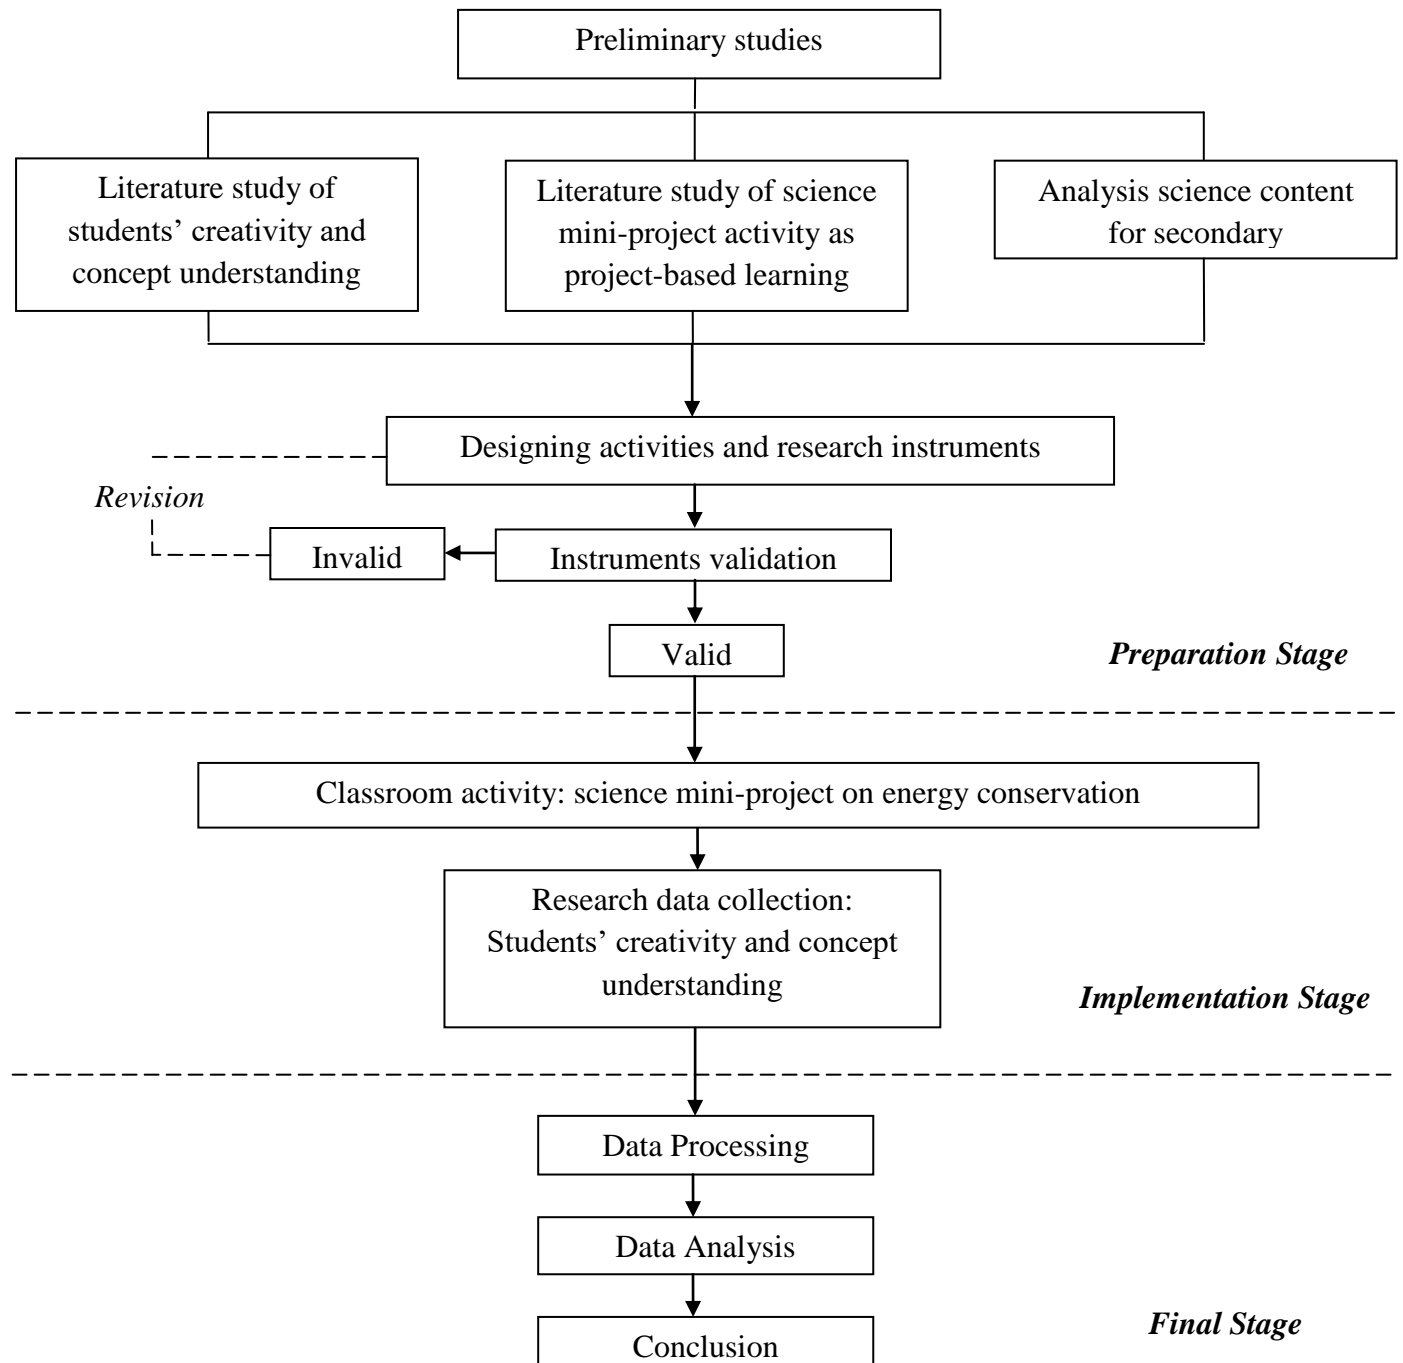 Preliminary studies
Literature study of
students’ creativity and
concept understanding
Literature study of science
mini-project activity as
project-based learning
Analysis science content
for secondary
Designing activities and research instruments
Revision
Invalid
Instruments validation
Valid
Preparation Stage
Classroom activity: science mini-project on energy conservation
Research data collection:
Students’ creativity and concept
understanding
Implementation Stage
Data Processing
Data Analysis
Final Stage
Conclusion